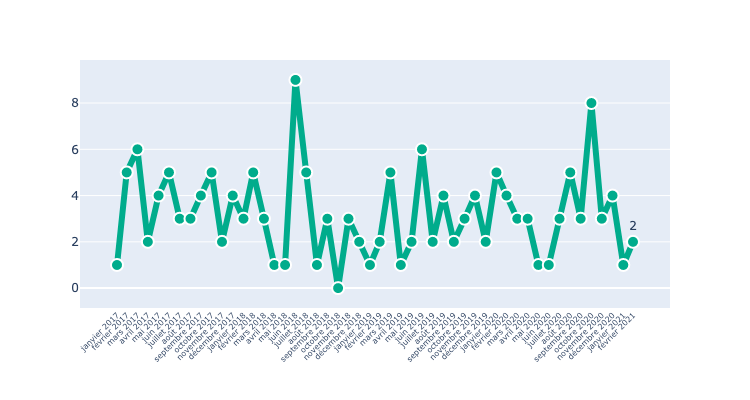 8
6
4
2
0
2
janvier 2017
février 2017
mars 2017
avril 2017
mai 2017
juin 2017
juillet 2017
août 2017
septembre 2017
octobre 2017
novembre 2017
décembre 2017
janvier 2018
février 2018
mars 2018
avril 2018
mai 2018
juin 2018
juillet 2018
août 2018
septembre 2018
octobre 2018
novembre 2018
décembre 2018
janvier 2019
février 2019
mars 2019
avril 2019
mai 2019
juin 2019
juillet 2019
août 2019
septembre 2019
octobre 2019
novembre 2019
décembre 2019
janvier 2020
février 2020
mars 2020
avril 2020
mai 2020
juin 2020
juillet 2020
août 2020
septembre 2020
octobre 2020
novembre 2020
décembre 2020
janvier 2021
février 2021